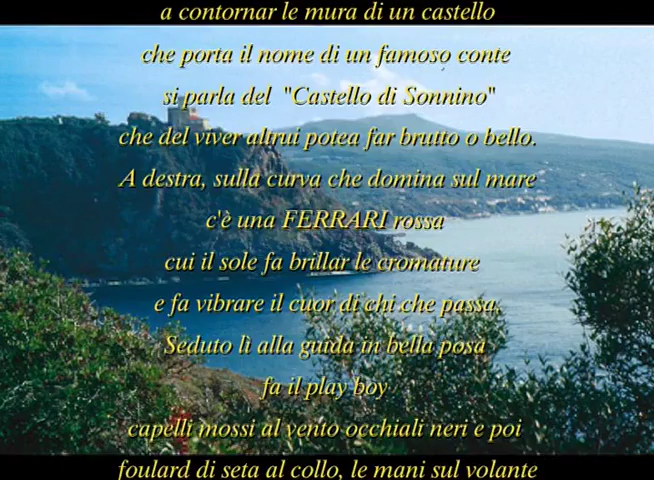 a contornar le mura di un castello
che porta il nome di un famoso conte
si parla del "Castello di Sonnino"
che del viver altrui potea far brutto o bello.
A destra, sulla curva che domina sul mare
c'è una FERRARI rossa
cui il sole fa brillar le cromature
e fa vibrare il cuor di chi che passa.
Seduto lì alla guida in bella posa
fa il play boy
capelli mossi al vento occhiali neri e poi
foulard di seta al collo, le mani sul volante